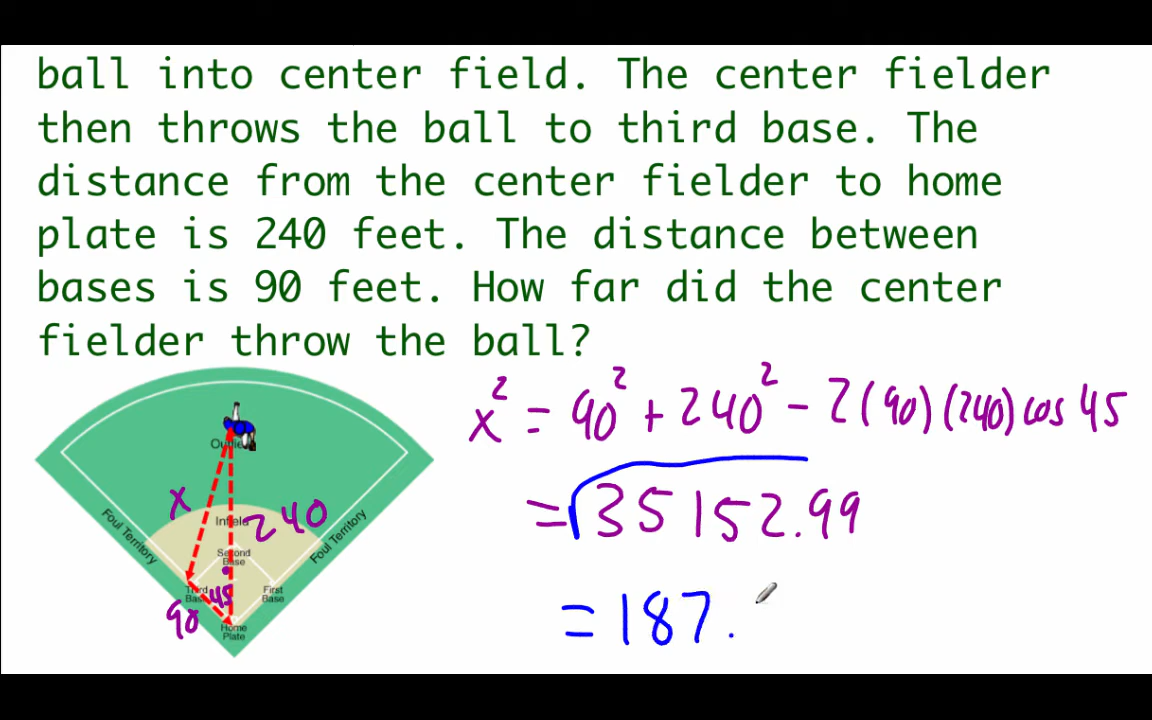 ball into center field. The center fielder
then throws the ball to third base. The
distance from the center fielder to home
plate is 240 feet. The distance between
bases is 90 feet. How far did the center
fielder throw the ball?
x² = 90² + 240² - 2(90)(240) cos 45
= √35152.99
= 187.
x
240
Infield
Foul Territory
Foul Territory
Second
Base
Third
Base
45°
First
Base
90
Home
Plate